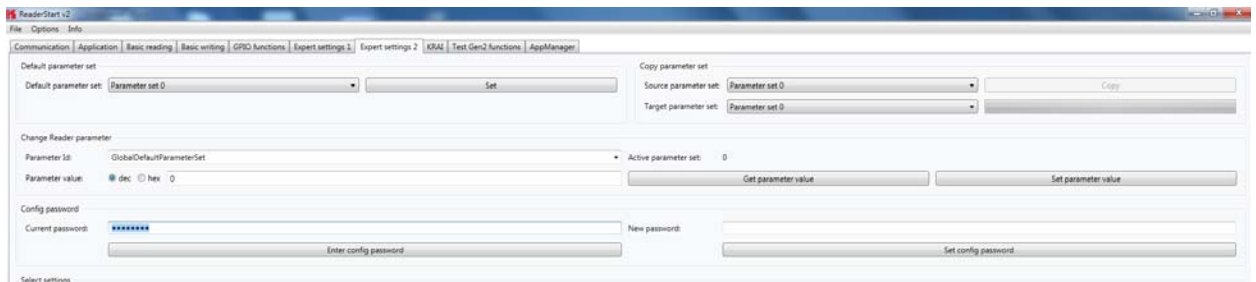 ReaderStart v2
File Options Info
Communication Application Basic reading Basic writing GPIO functions Expert settings 1 Expert settings 2 KRAI Test Gen2 functions AppManager
Default parameter set
Default parameter set: Parameter set 0 Set
Copy parameter set
Source parameter set: Parameter set 0 Copy
Target parameter set: Parameter set 0
Change Reader parameter
Parameter Id: GlobalDefaultParameterSet Active parameter set: 0
Parameter value: dec hex 0 Get parameter value Set parameter value
Config password
Current password: •••••••• New password:
Enter config password Set config password
Select settings